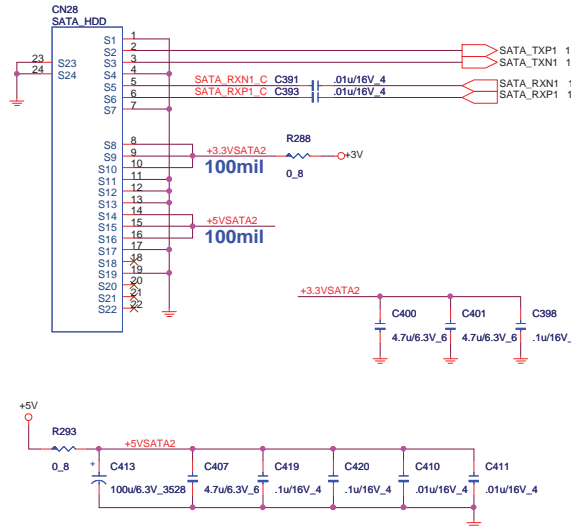 CN28
SATA_HDD
S1 1
S2 2 SATA_TXP1 1
23 S23 S3 3 SATA_TXN1 1
24 S24 S4 4
S5 5 SATA_RXN1_C C391 .01u/16V_4 SATA_RXN1 1
S6 6 SATA_RXP1_C C393 .01u/16V_4 SATA_RXP1 1
S7 7
R288
S8 8
S9 9 +3.3VSATA2 +3V
S10 10 100mil 0_8
S11 11
S12 12
S13 13
S14 14
S15 15 +5VSATA2
S16 16 100mil
S17 17
S18 18
S19 19
S20 20
S21 21
S22 22
+3.3VSATA2
C400 C401 C398
4.7u/6.3V_6 4.7u/6.3V_6 .1u/16V_
+5V
R293
+5VSATA2
0_8
+ C413 C407 C419 C420 C410 C411
100u/6.3V_3528 4.7u/6.3V_6 .1u/16V_4 .1u/16V_4 .01u/16V_4 .01u/16V_4